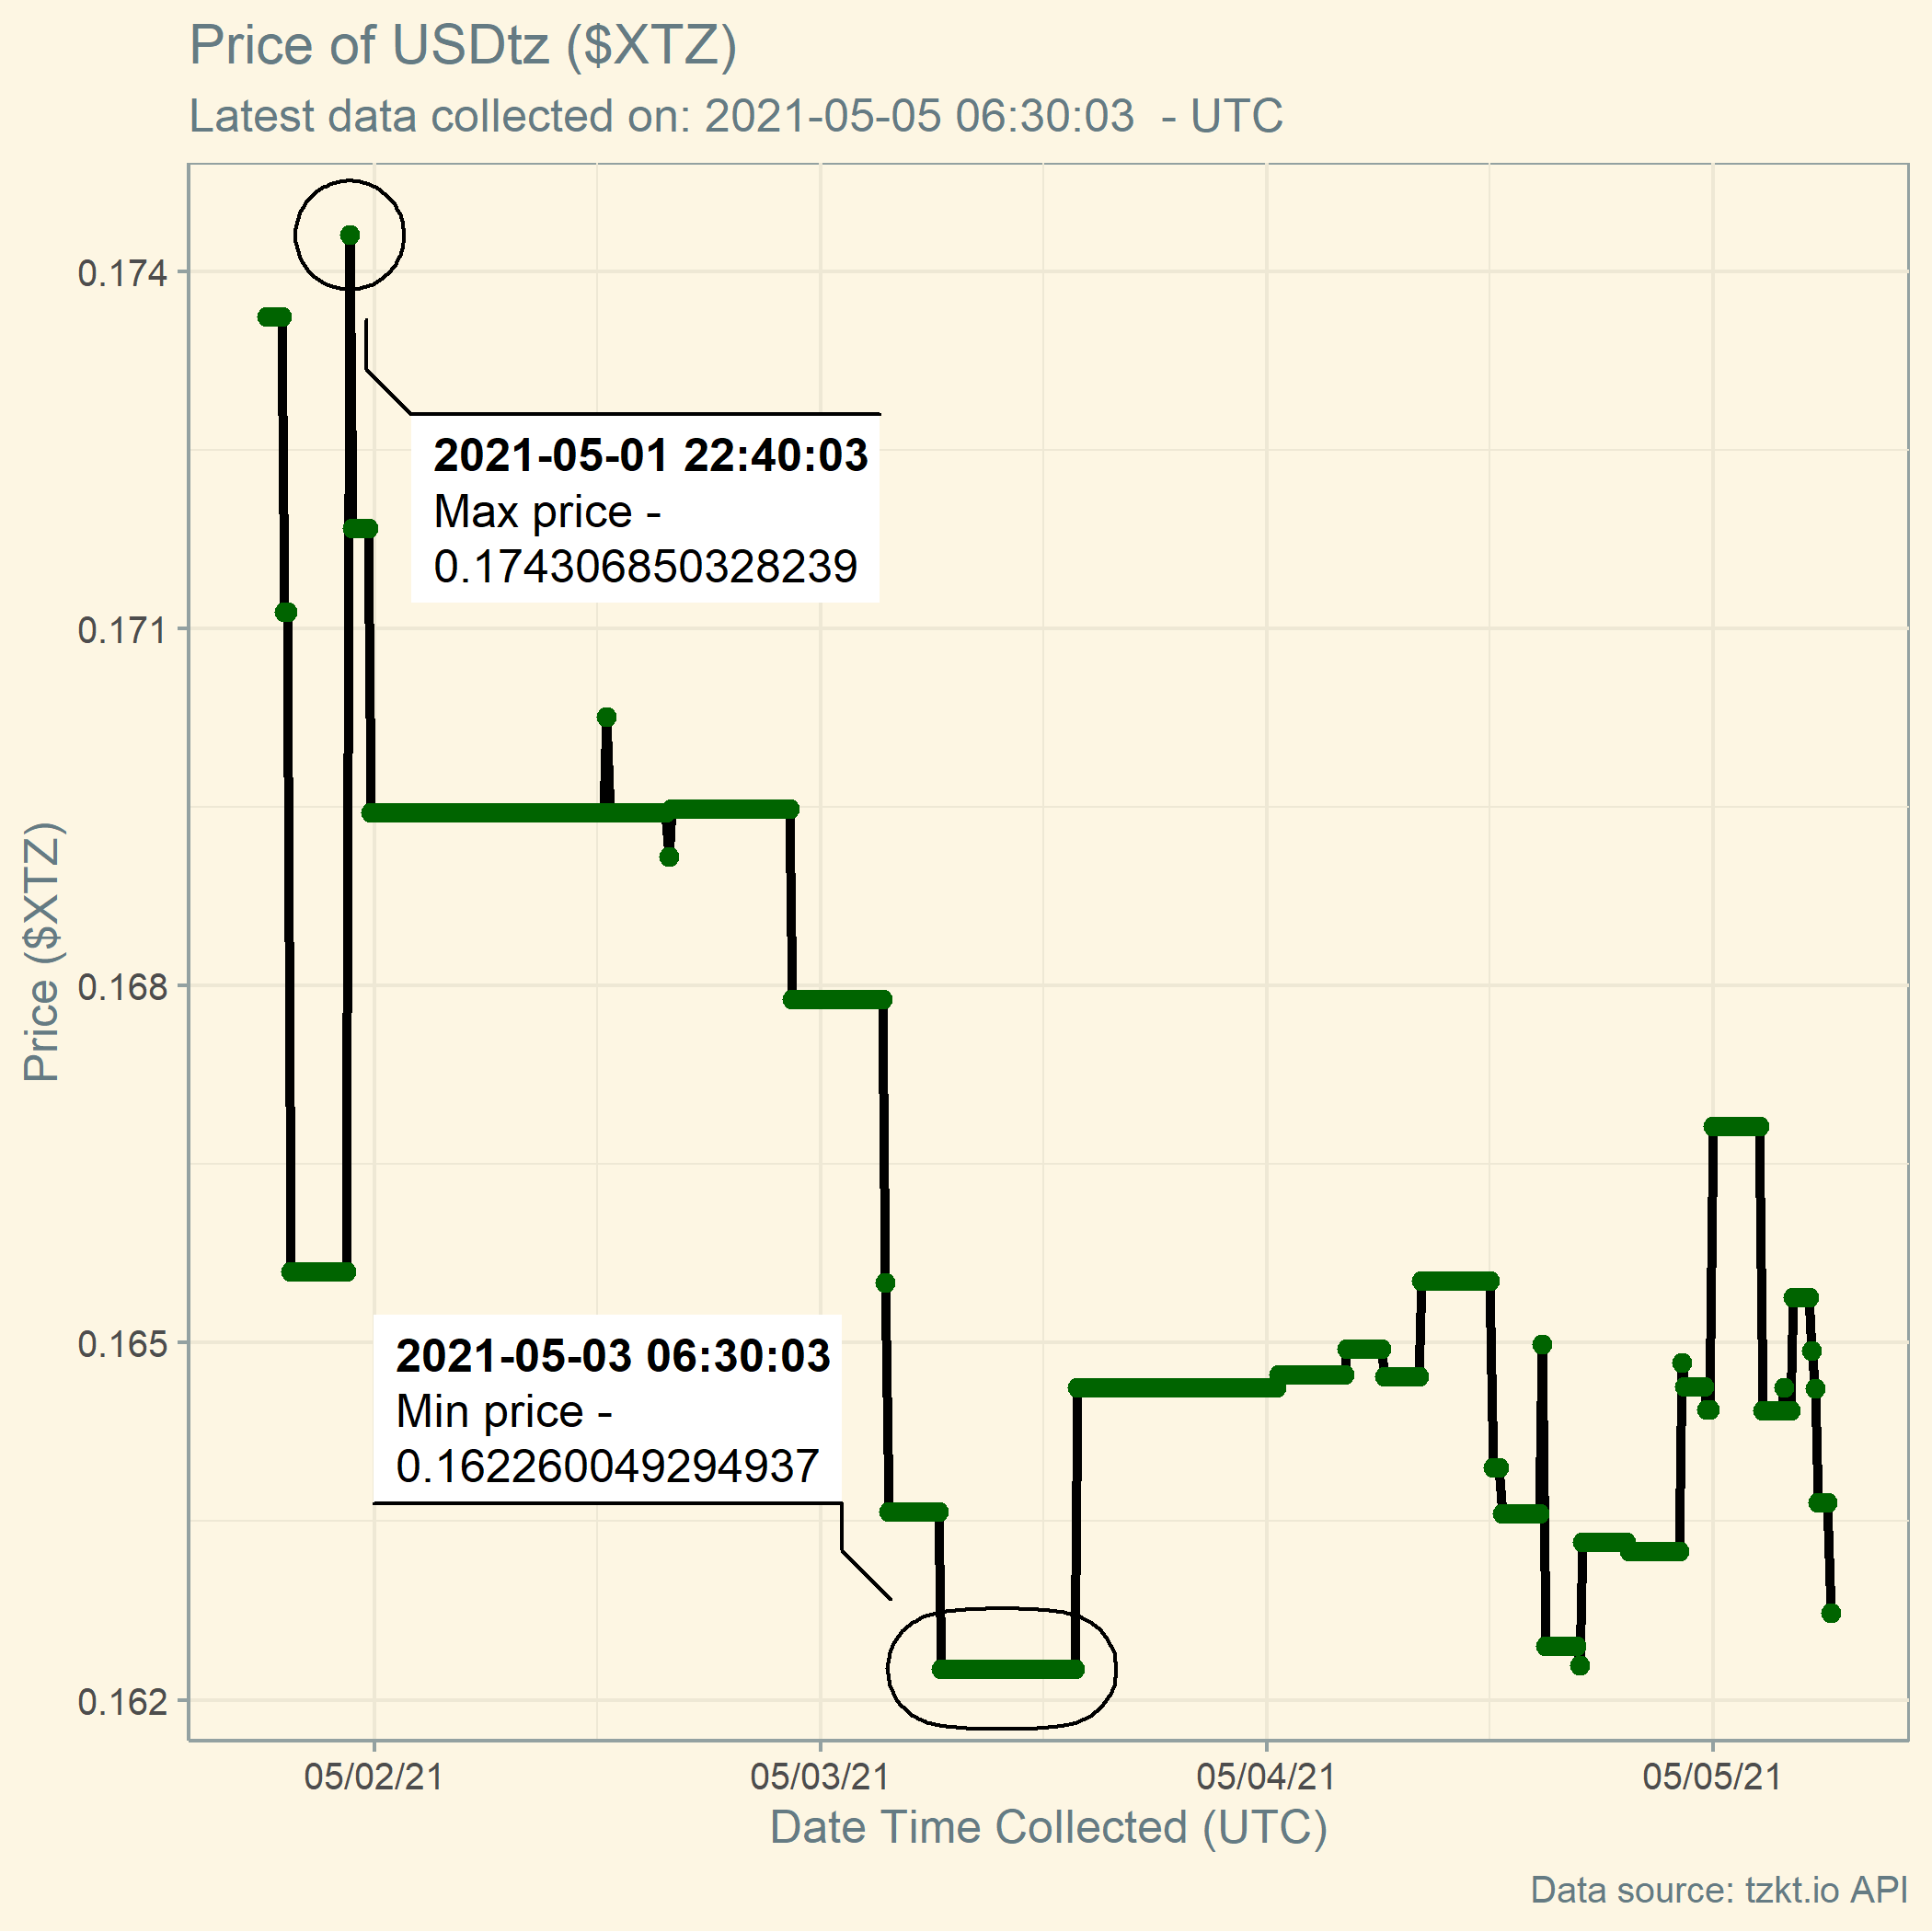 Price of USDtz ($XTZ)
Latest data collected on: 2021-05-05 06:30:03  - UTC
0.174
2021-05-01 22:40:03
Max price -
0.174306850328239
0.171
0.168
Price ($XTZ)
0.165
2021-05-03 06:30:03
Min price -
0.162260049294937
0.162
05/02/21
05/03/21
05/04/21
05/05/21
Date Time Collected (UTC)
Data source: tzkt.io API